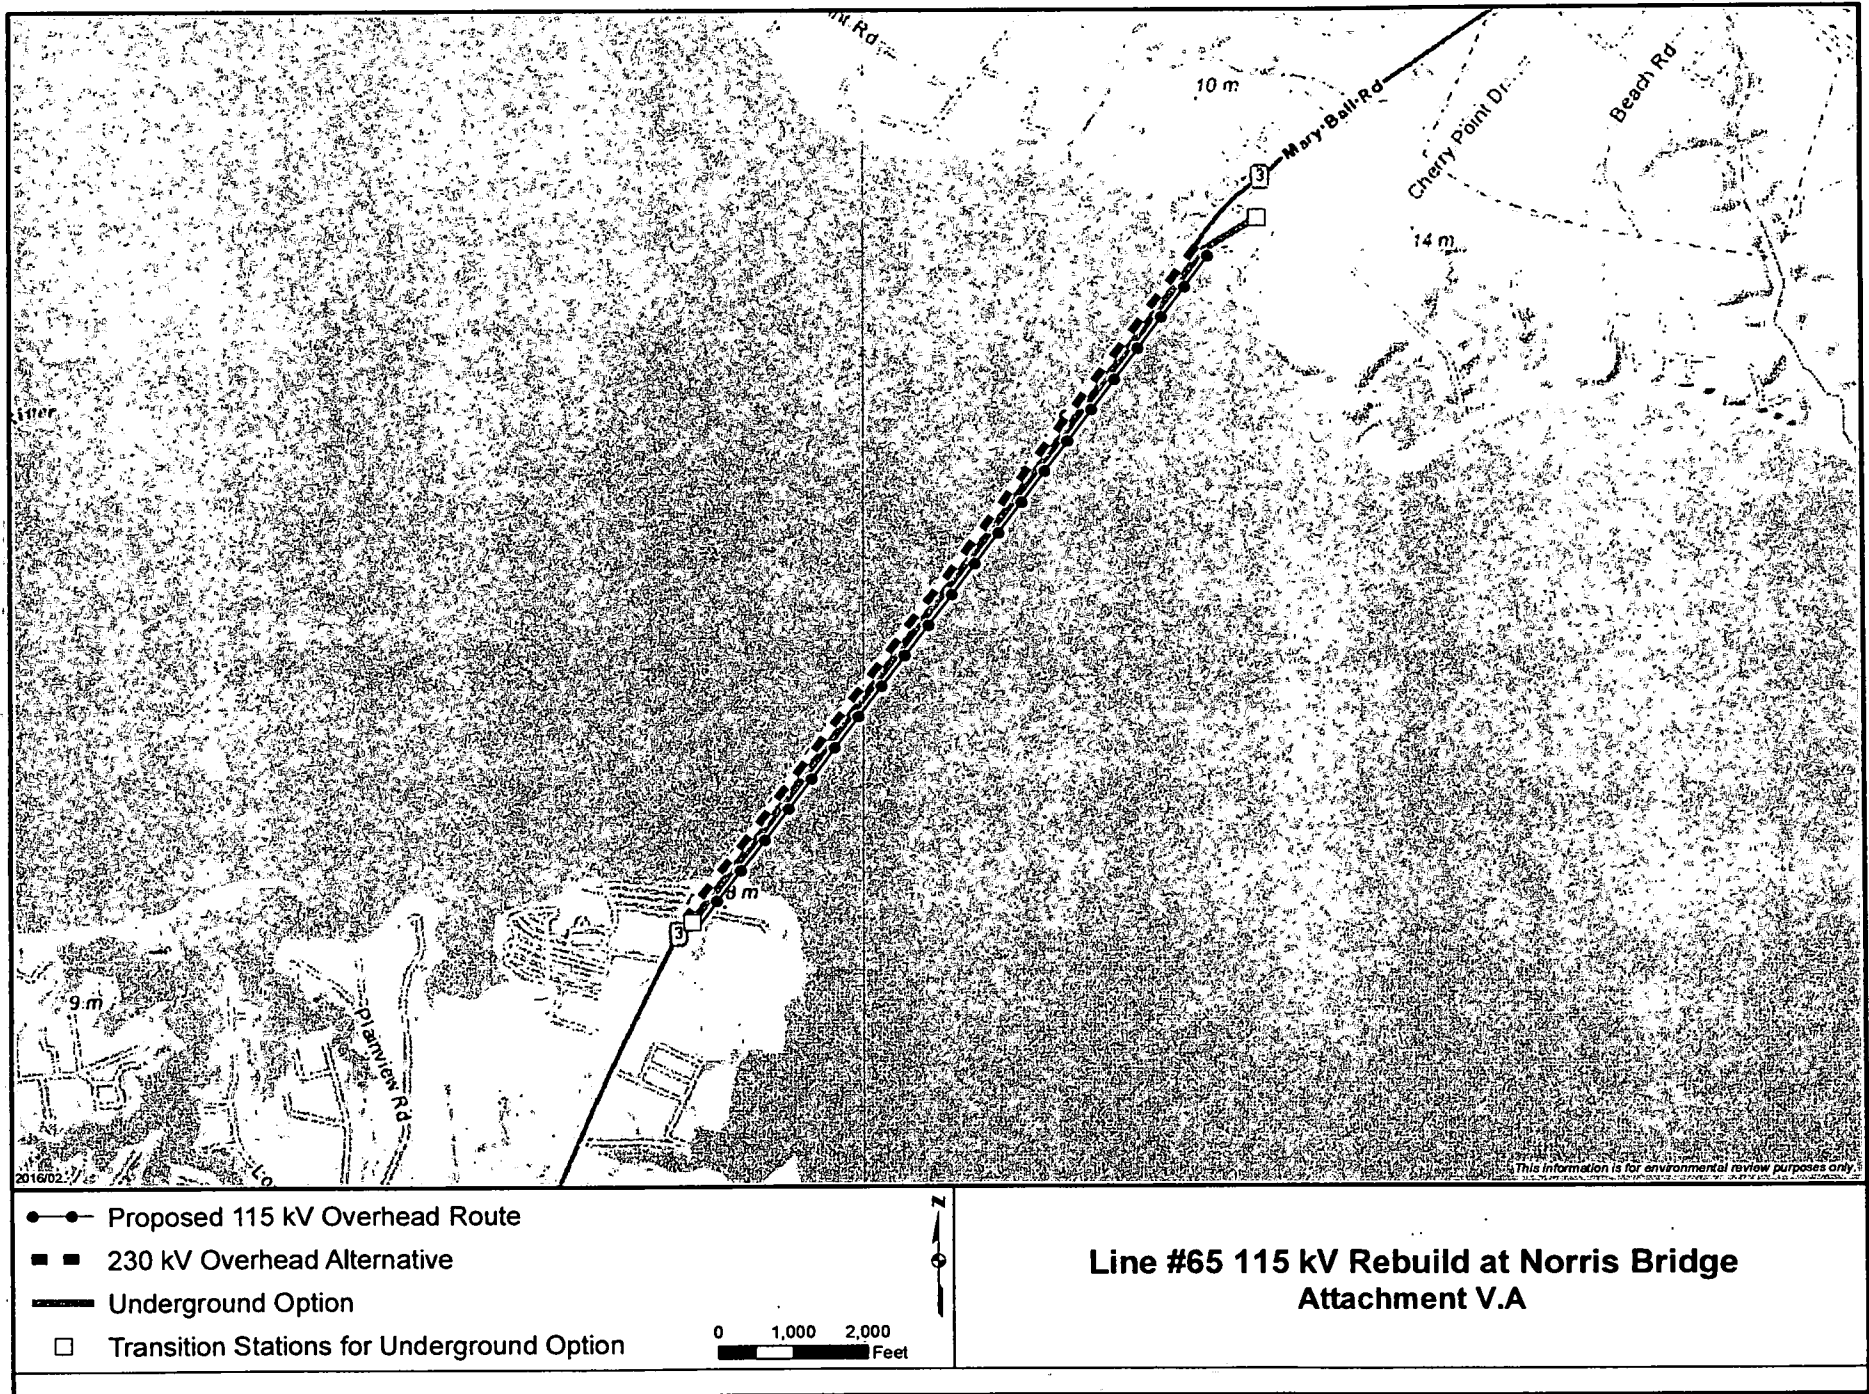 Rd
10 m
Mary Ball Rd
Cherry Point Dr
Beach Rd
3
14 m
8 m
3
9 m
Plainview Rd
2016/02
This information is for environmental review purposes only.
Proposed 115 kV Overhead Route
230 kV Overhead Alternative
Underground Option
Transition Stations for Underground Option
N
0 1,000 2,000
Feet
Line #65 115 kV Rebuild at Norris Bridge
Attachment V.A